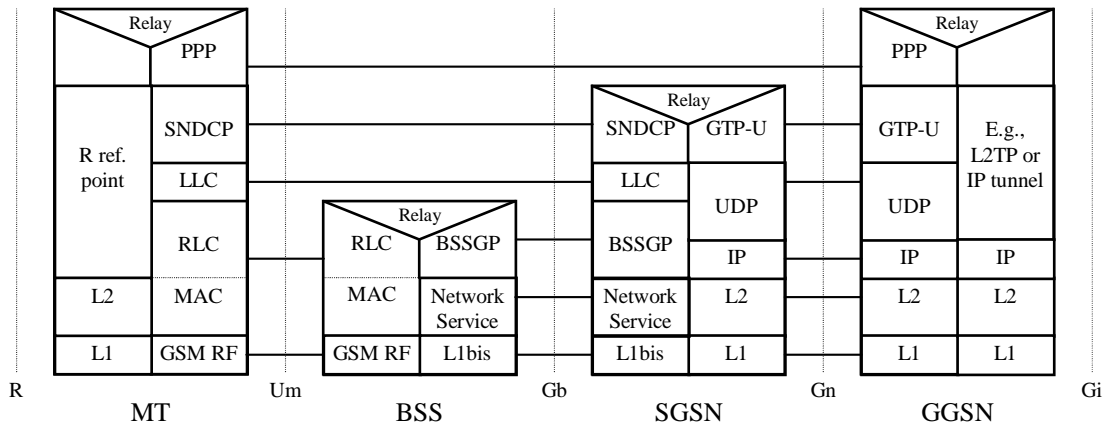 Relay
Relay
PPP
PPP
Relay
SNDCP
SNDCP
GTP-U
GTP-U
E.g.,
L2TP or
IP tunnel
R ref.
point
LLC
LLC
Relay
UDP
UDP
RLC
RLC
BSSGP
BSSGP
IP
IP
IP
L2
MAC
MAC
Network
Service
Network
Service
L2
L2
L2
L1
GSM RF
GSM RF
L1bis
L1bis
L1
L1
L1
R
Um
Gb
Gn
Gi
MT
BSS
SGSN
GGSN